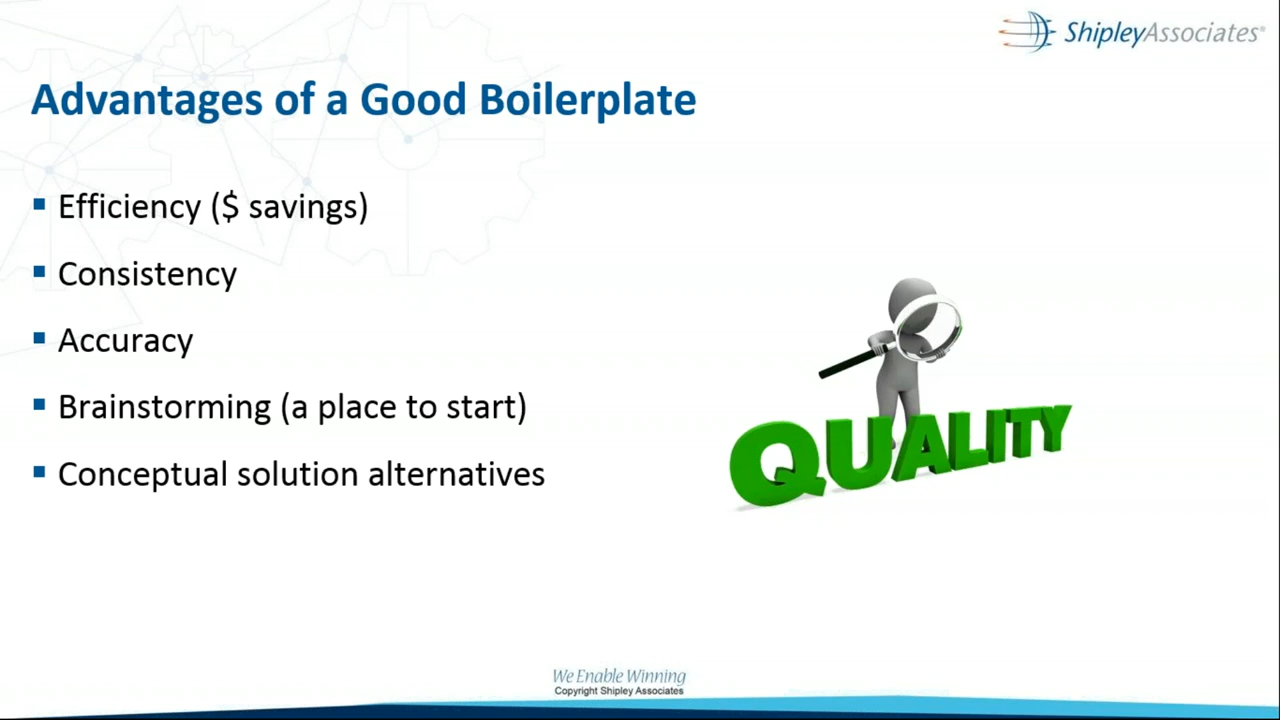 ShipleyAssociates®
Advantages of a Good Boilerplate
▪ Efficiency ($ savings)
▪ Consistency
▪ Accuracy
▪ Brainstorming (a place to start)
▪ Conceptual solution alternatives
QUALITY
We Enable Winning
Copyright Shipley Associates